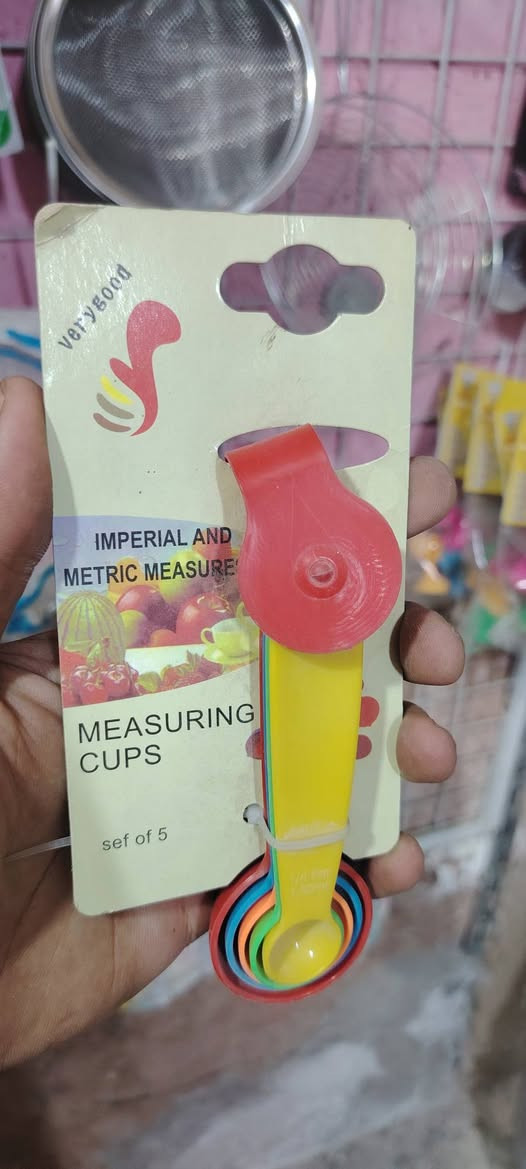 verygood
IMPERIAL AND
METRIC MEASURES
MEASURING
CUPS
sef of 5